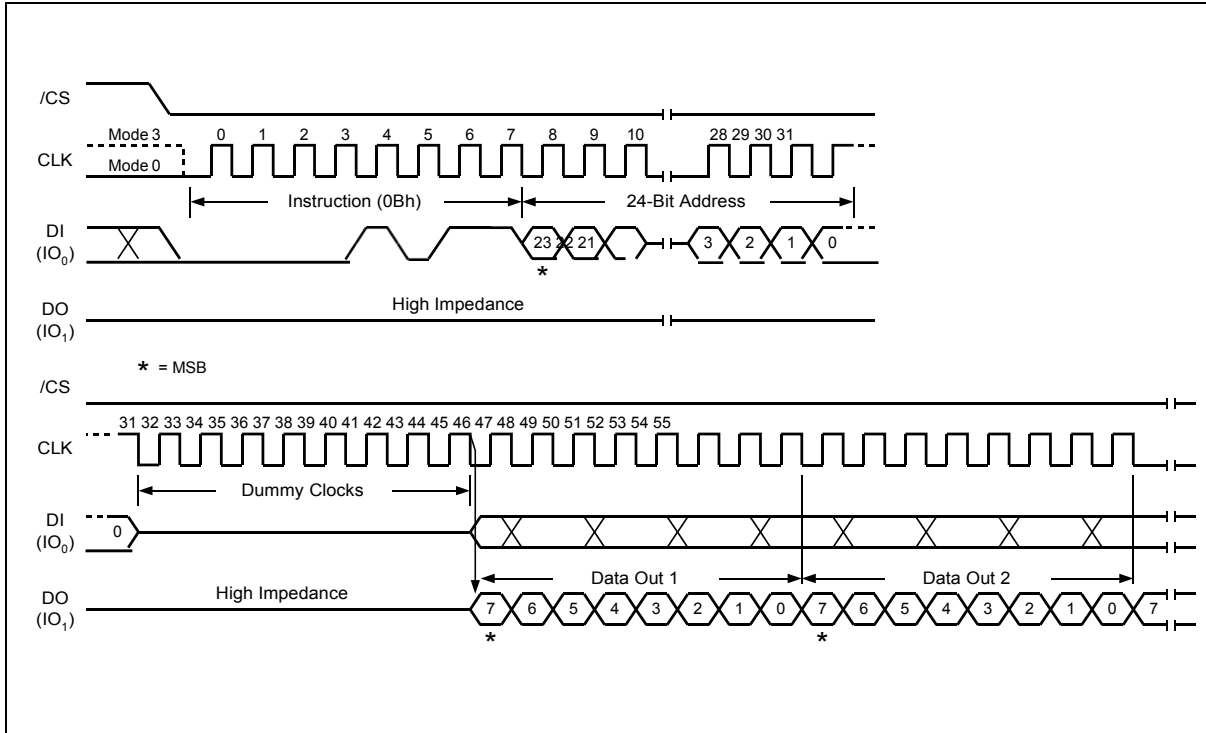 /CS
Mode 3 0 1 2 3 4 5 6 7 8 9 10 28 29 30 31
CLK
Mode 0
Instruction (0Bh) 24-Bit Address
DI
(IO0)
23 22 21 3 2 1 0
*
DO
(IO1)
High Impedance
* = MSB
/CS
31 32 33 34 35 36 37 38 39 40 41 42 43 44 45 46 47 48 49 50 51 52 53 54 55
CLK
Dummy Clocks
DI
(IO0)
0
Data Out 1 Data Out 2
DO
(IO1)
High Impedance
7 6 5 4 3 2 1 0 7 6 5 4 3 2 1 0 7
* *